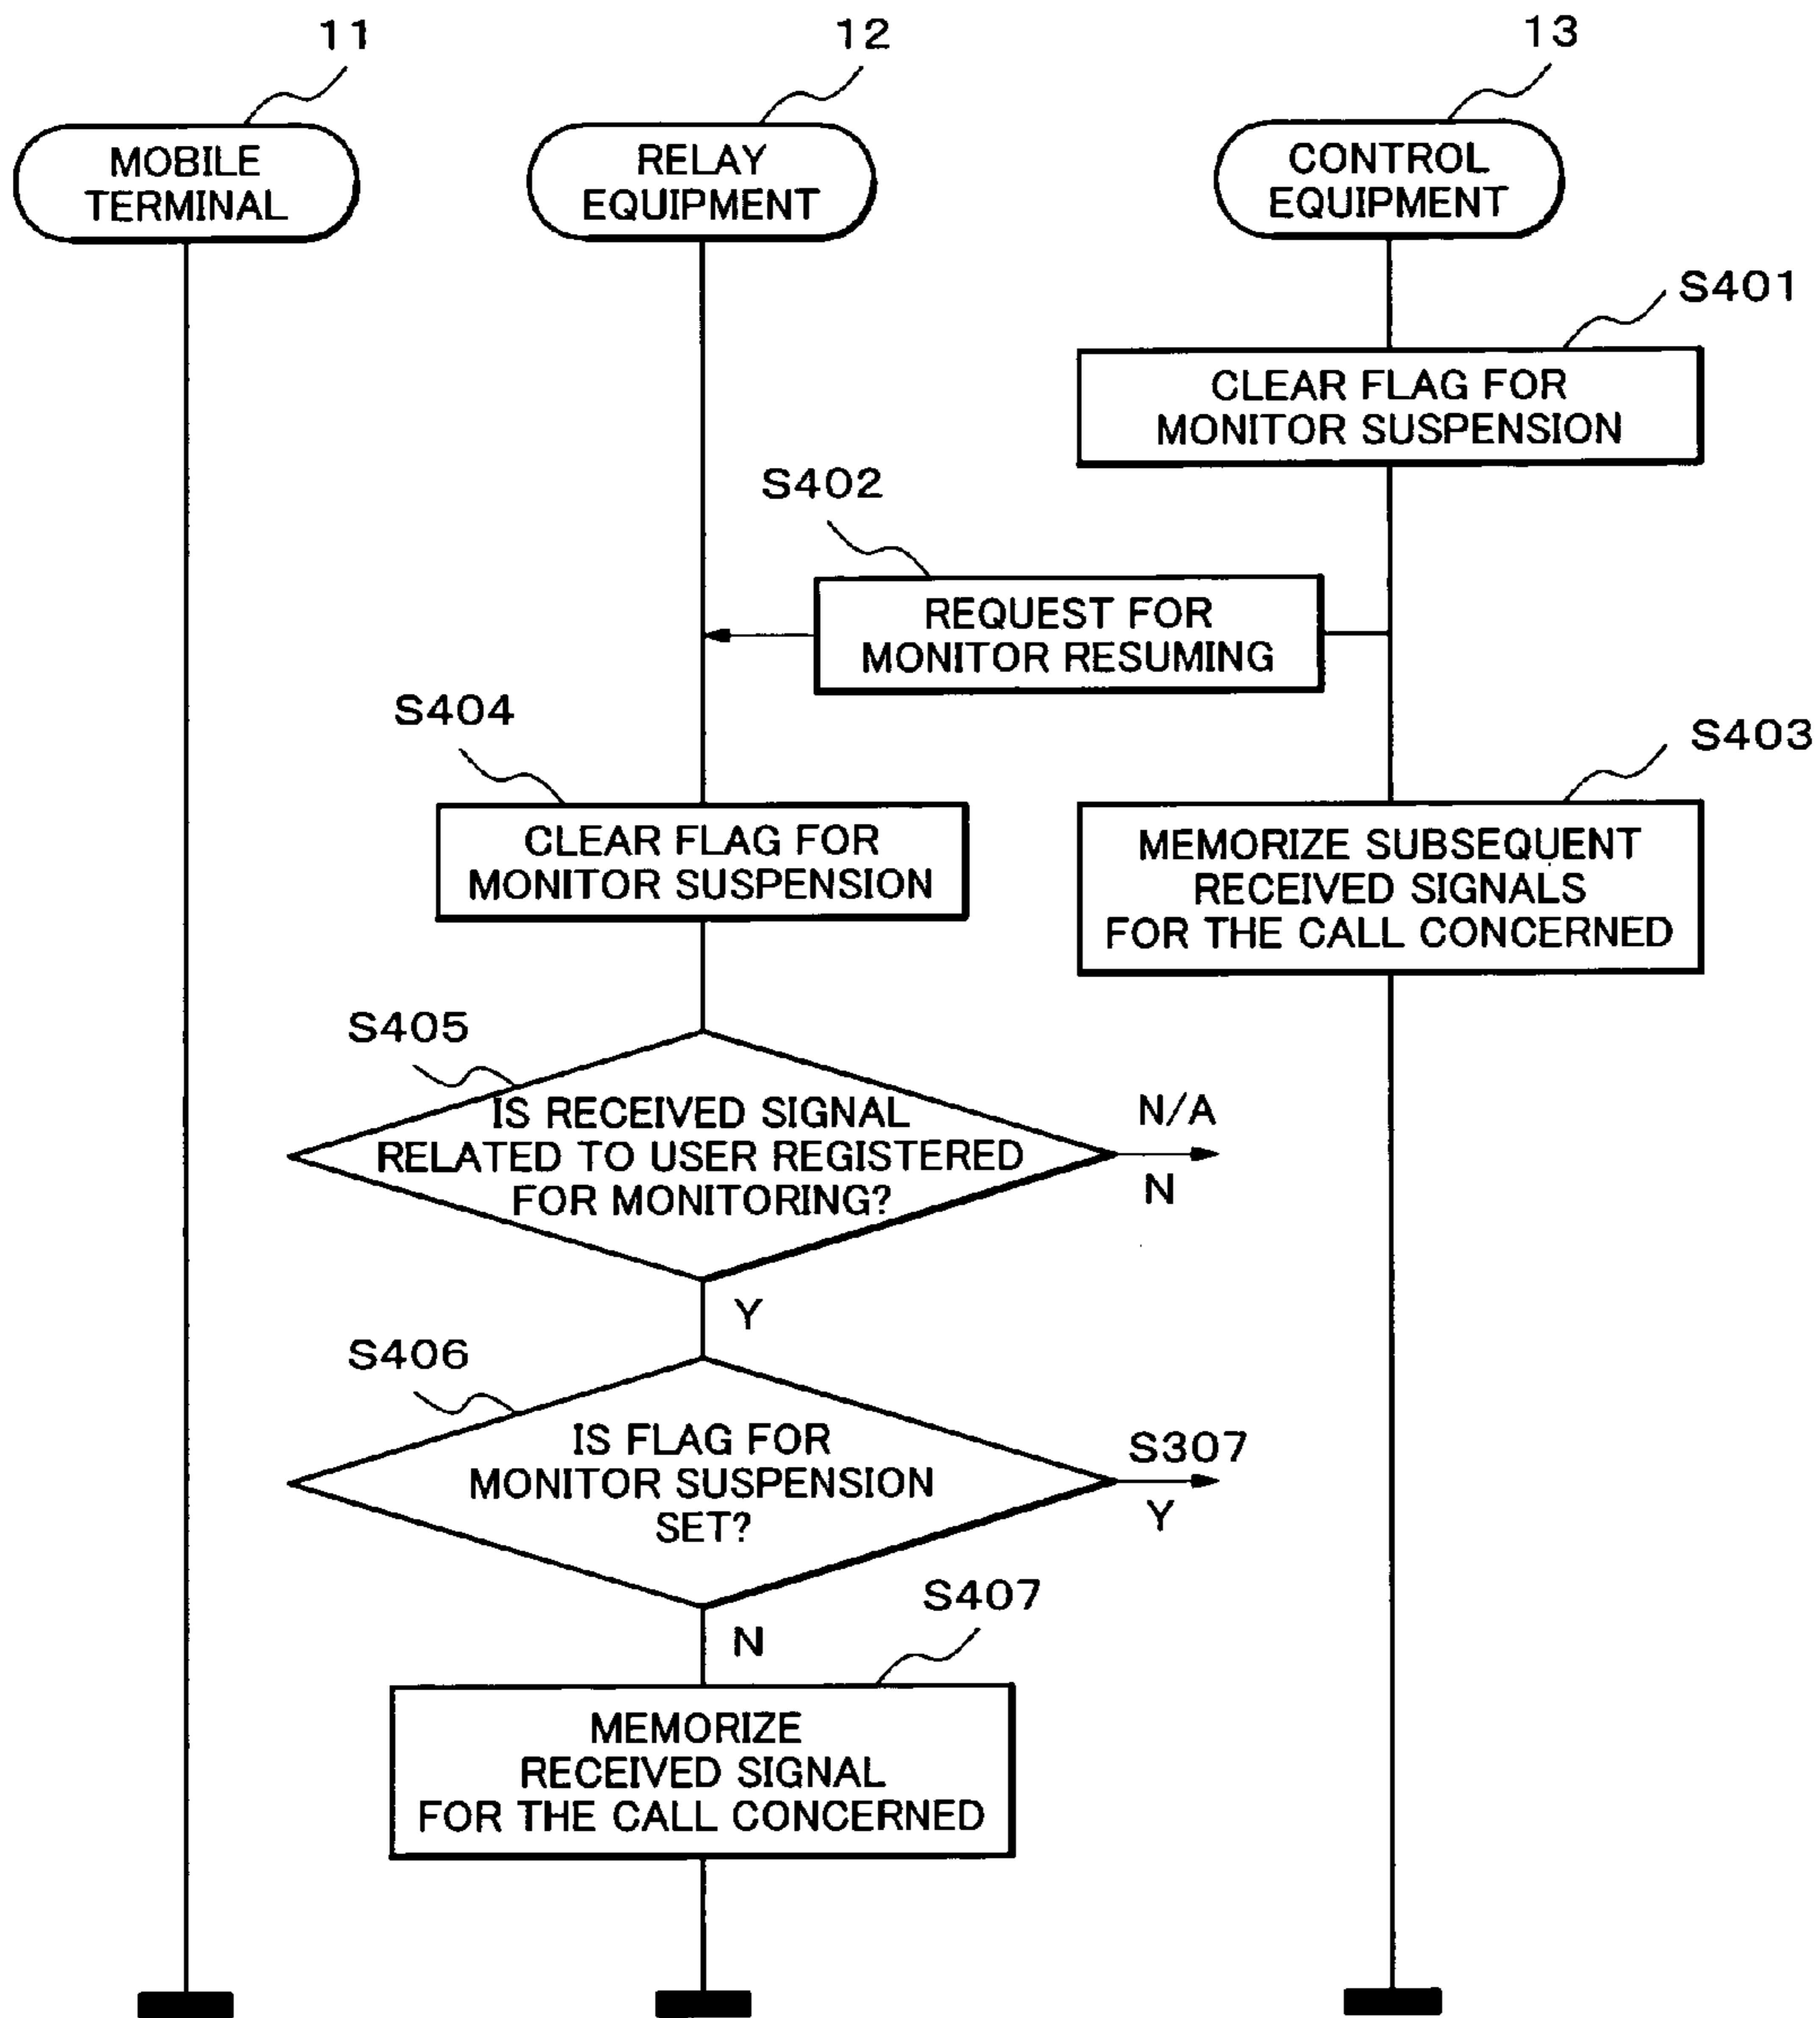 11
12
13
MOBILE
TERMINAL
RELAY
EQUIPMENT
CONTROL
EQUIPMENT
S401
CLEAR FLAG FOR
MONITOR SUSPENSION
S402
REQUEST FOR
MONITOR RESUMING
S404
S403
CLEAR FLAG FOR
MONITOR SUSPENSION
MEMORIZE SUBSEQUENT
RECEIVED SIGNALS
FOR THE CALL CONCERNED
S405
IS RECEIVED SIGNAL
RELATED TO USER REGISTERED
FOR MONITORING?
N/A
N
Y
S406
IS FLAG FOR
MONITOR SUSPENSION
SET?
S307
Y
N
S407
MEMORIZE
RECEIVED SIGNAL
FOR THE CALL CONCERNED